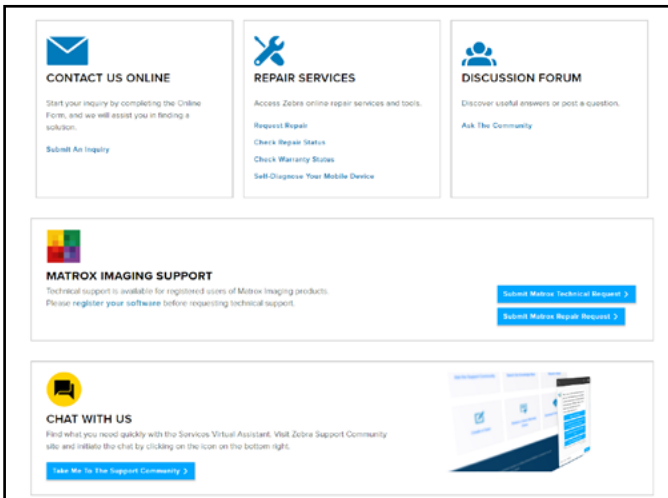 CONTACT US ONLINE
Start your inquiry by completing the Online
Form, and we will assist you in finding a
solution.
Submit An Inquiry
REPAIR SERVICES
Access Zebra online repair services and tools.
Request Repair
Check Repair Status
Check Warranty Status
Self-Diagnose Your Mobile Device
DISCUSSION FORUM
Discover useful answers or post a question.
Ask The Community
MATROX IMAGING SUPPORT
Technical support is available for registered users of Matrox Imaging products.
Please register your software before requesting technical support.
Submit Matrox Technical Request >
Submit Matrox Repair Request >
CHAT WITH US
Find what you need quickly with the Services Virtual Assistant. Visit Zebra Support Community
site and initiate the chat by clicking on the icon on the bottom right.
Take Me To The Support Community >